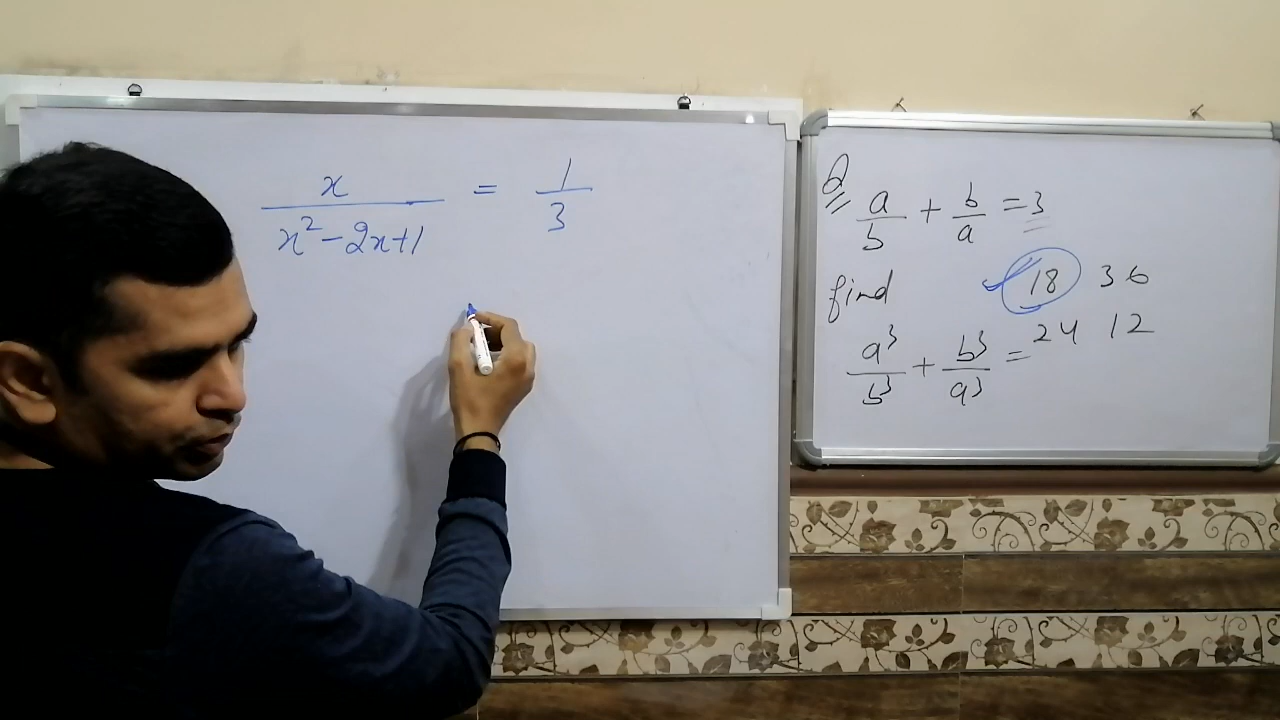 x/(x² - 2x + 1) = 1/3
Q
a/b + b/a = 3
find
✓ 18 36
24 12
a³/b³ + b³/a³ =